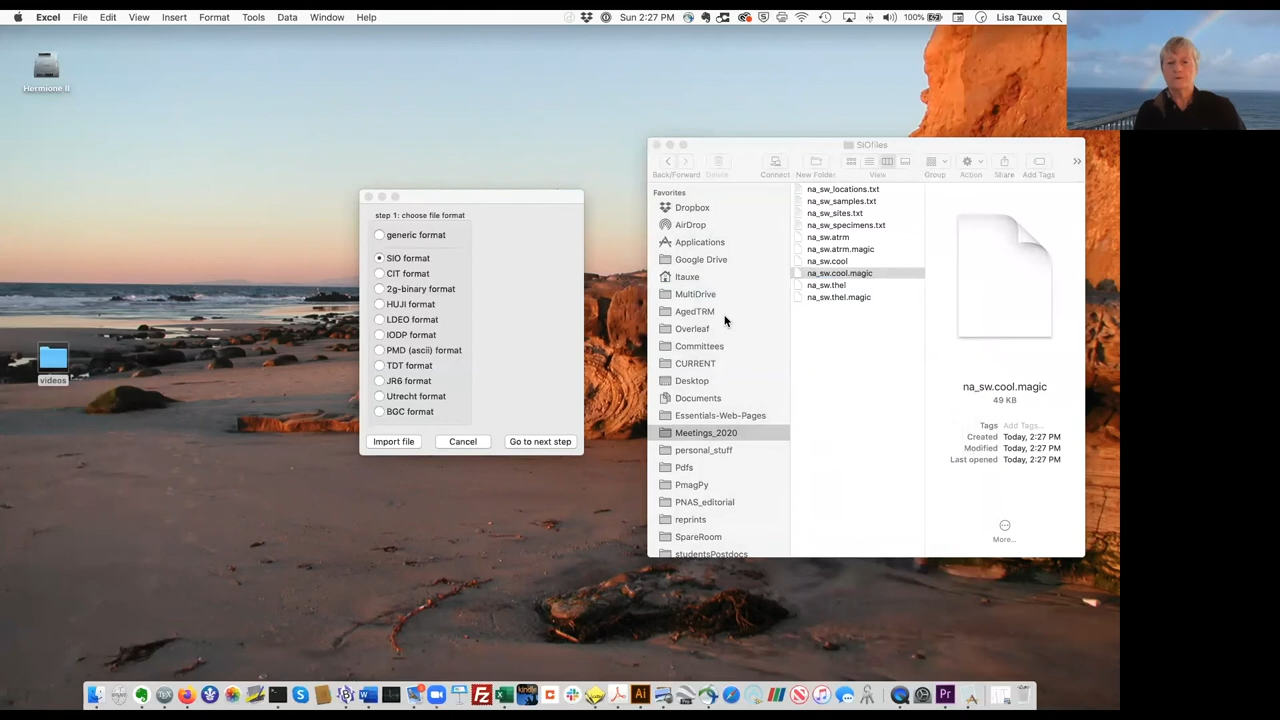 Excel File Edit View Insert Format Tools Data Window Help
Sun 2:27 PM 100% Lisa Tauxe
Hermione II
videos
step 1: choose file format
generic format
SIO format
CIT format
2g-binary format
HUJI format
LDEO format
IODP format
PMD (ascii) format
TDT format
JR6 format
Utrecht format
BGC format
Import file Cancel Go to next step
SIOfiles
Back/Forward Delete Connect New Folder View Group Action Share Add Tags
Favorites
Dropbox
AirDrop
Applications
Google Drive
ltauxe
MultiDrive
AgedTRM
Overleaf
Committees
CURRENT
Desktop
Documents
Essentials-Web-Pages
Meetings_2020
personal_stuff
Pdfs
PmagPy
PNAS_editorial
reprints
SpareRoom
studentsPostdocs
na_sw_locations.txt
na_sw_samples.txt
na_sw_sites.txt
na_sw_specimens.txt
na_sw.atrm
na_sw.atrm.magic
na_sw.cool
na_sw.cool.magic
na_sw.thel
na_sw.thel.magic
na_sw.cool.magic
49 KB
Tags Add Tags...
Created Today, 2:27 PM
Modified Today, 2:27 PM
Last opened Today, 2:27 PM
More...